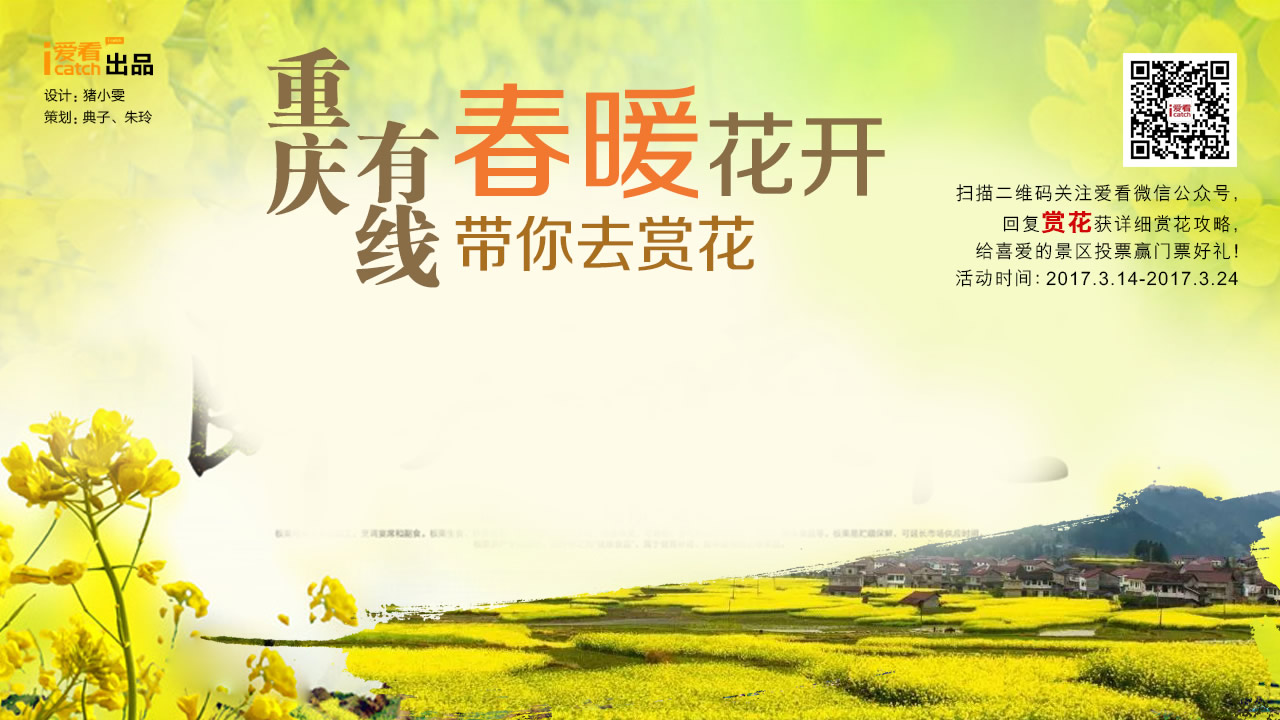 i爱看
catch
出品
设计：猪小雯
策划：典子、朱玲
重庆
有线
春暖花开
带你去赏花
i爱看
catch
扫描二维码关注爱看微信公众号，
回复赏花获详细赏花攻略，
给喜爱的景区投票赢门票好礼！
活动时间：2017.3.14-2017.3.24